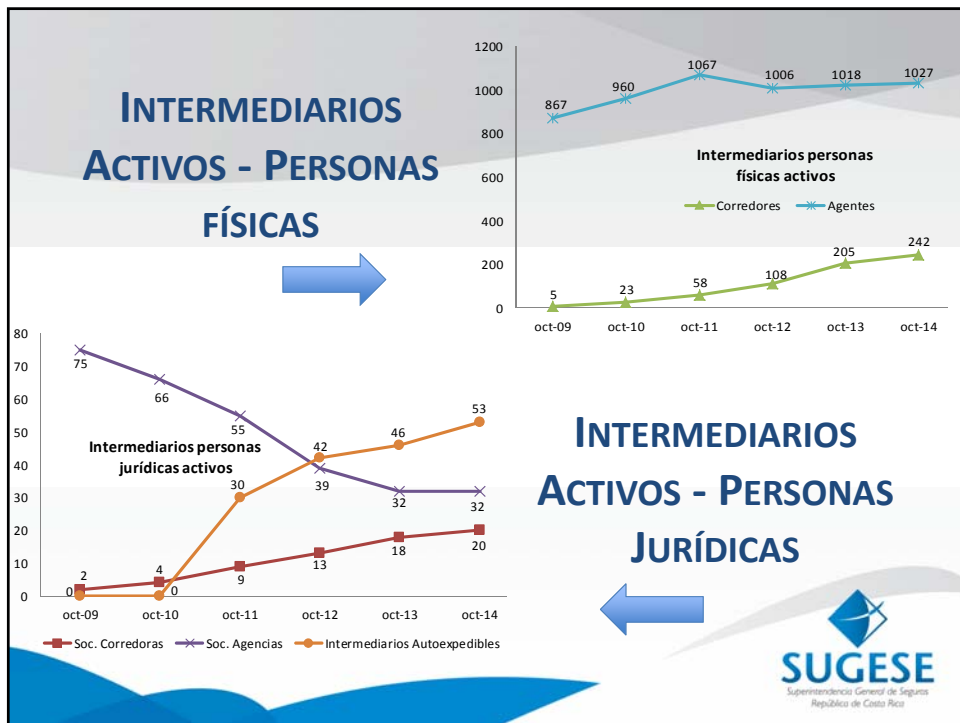 INTERMEDIARIOS
ACTIVOS - PERSONAS
FÍSICAS
1200
1000
800
600
400
200
0
867
960
1067
1006
1018
1027
Intermediarios personas
físicas activos
Corredores
Agentes
5
23
58
108
205
242
oct-09
oct-10
oct-11
oct-12
oct-13
oct-14
80
70
60
50
40
30
20
10
0
75
66
55
39
32
32
Intermediarios personas
jurídicas activos
0
0
30
42
46
53
2
4
9
13
18
20
oct-09
oct-10
oct-11
oct-12
oct-13
oct-14
Soc. Corredoras
Soc. Agencias
Intermediarios Autoexpedibles
INTERMEDIARIOS
ACTIVOS - PERSONAS
JURÍDICAS
SUGESE
Superintendencia General de Seguros
República de Costa Rica